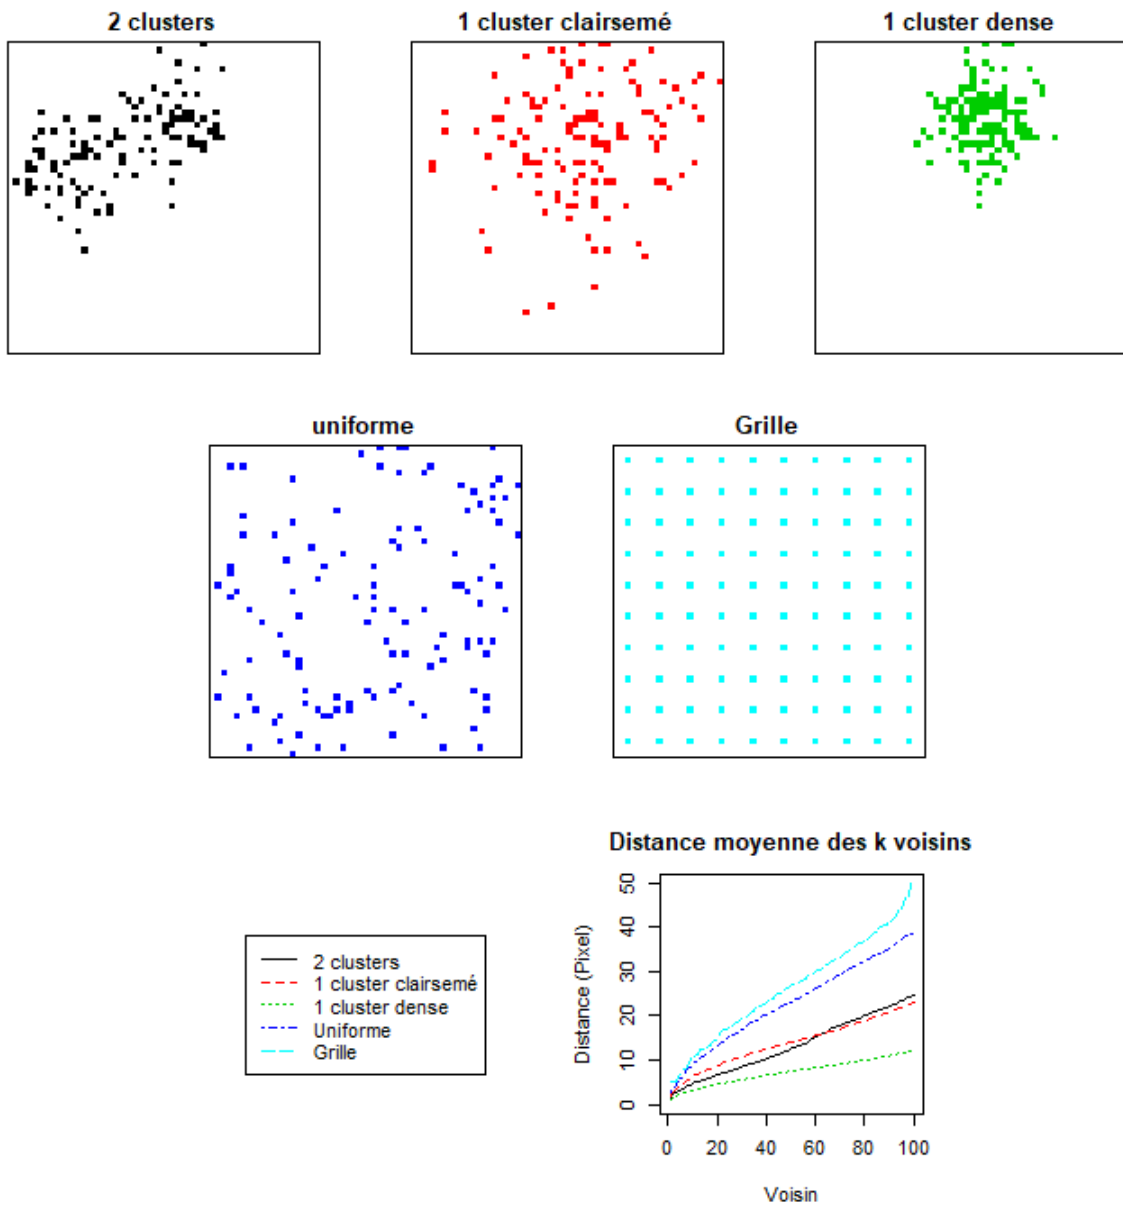 2 clusters
1 cluster clairsemé
1 cluster dense
uniforme
Grille
2 clusters
1 cluster clairsemé
1 cluster dense
Uniforme
Grille
Distance moyenne des k voisins
Distance (Pixel)
50
40
30
20
10
0
0 20 40 60 80 100
Voisin